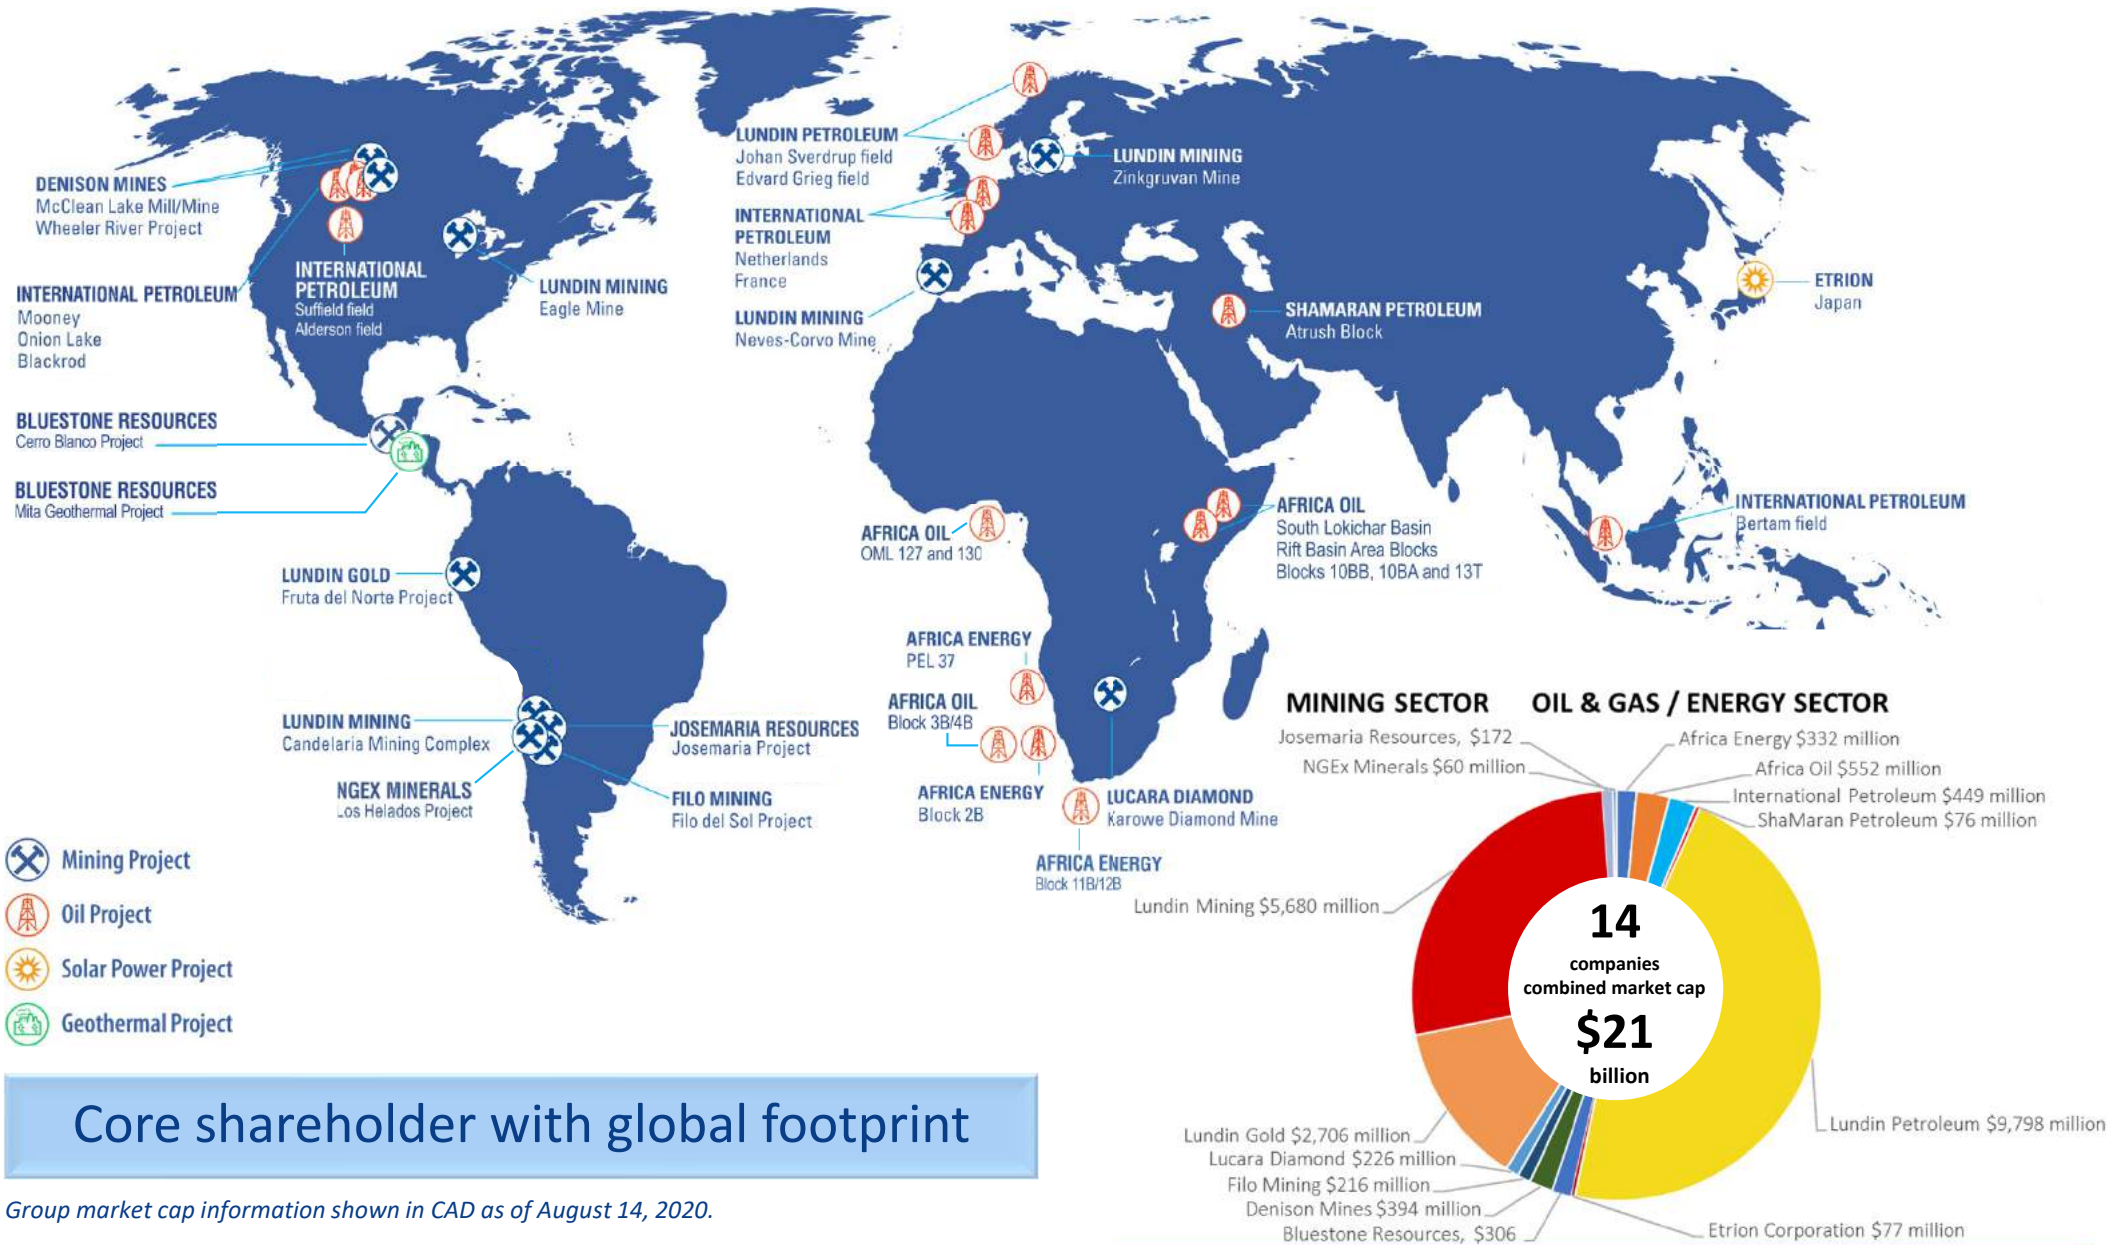 LUNDIN PETROLEUM
Johan Sverdrup field
Edvard Grieg field
LUNDIN MINING
Zinkgruvan Mine
DENISON MINES
McClean Lake Mill/Mine
Wheeler River Project
INTERNATIONAL
PETROLEUM
Netherlands
France
INTERNATIONAL
PETROLEUM
Suffield field
Alderson field
LUNDIN MINING
Eagle Mine
INTERNATIONAL PETROLEUM
Mooney
Onion Lake
Blackrod
LUNDIN MINING
Neves-Corvo Mine
SHAMARAN PETROLEUM
Atrush Block
ETRION
Japan
BLUESTONE RESOURCES
Cerro Blanco Project
BLUESTONE RESOURCES
Mita Geothermal Project
AFRICA OIL
OML 127 and 130
AFRICA OIL
South Lokichar Basin
Rift Basin Area Blocks
Blocks 10BB, 10BA and 13T
INTERNATIONAL PETROLEUM
Bertam field
LUNDIN GOLD
Fruta del Norte Project
AFRICA ENERGY
PEL 37
AFRICA OIL
Block 3B/4B
LUNDIN MINING
Candelaria Mining Complex
JOSEMARIA RESOURCES
Josemaria Project
NGEX MINERALS
Los Helados Project
FILO MINING
Filo del Sol Project
AFRICA ENERGY
Block 2B
LUCARA DIAMOND
Karowe Diamond Mine
AFRICA ENERGY
Block 11B/12B
Mining Project
Oil Project
Solar Power Project
Geothermal Project
MINING SECTOR
OIL & GAS / ENERGY SECTOR
Josemaria Resources, $172
NGEx Minerals $60 million
Africa Energy $332 million
Africa Oil $552 million
International Petroleum $449 million
ShaMaran Petroleum $76 million
Lundin Mining $5,680 million
14
companies
combined market cap
$21
billion
Lundin Petroleum $9,798 million
Lundin Gold $2,706 million
Lucara Diamond $226 million
Filo Mining $216 million
Denison Mines $394 million
Bluestone Resources, $306
Etrion Corporation $77 million
Core shareholder with global footprint
Group market cap information shown in CAD as of August 14, 2020.